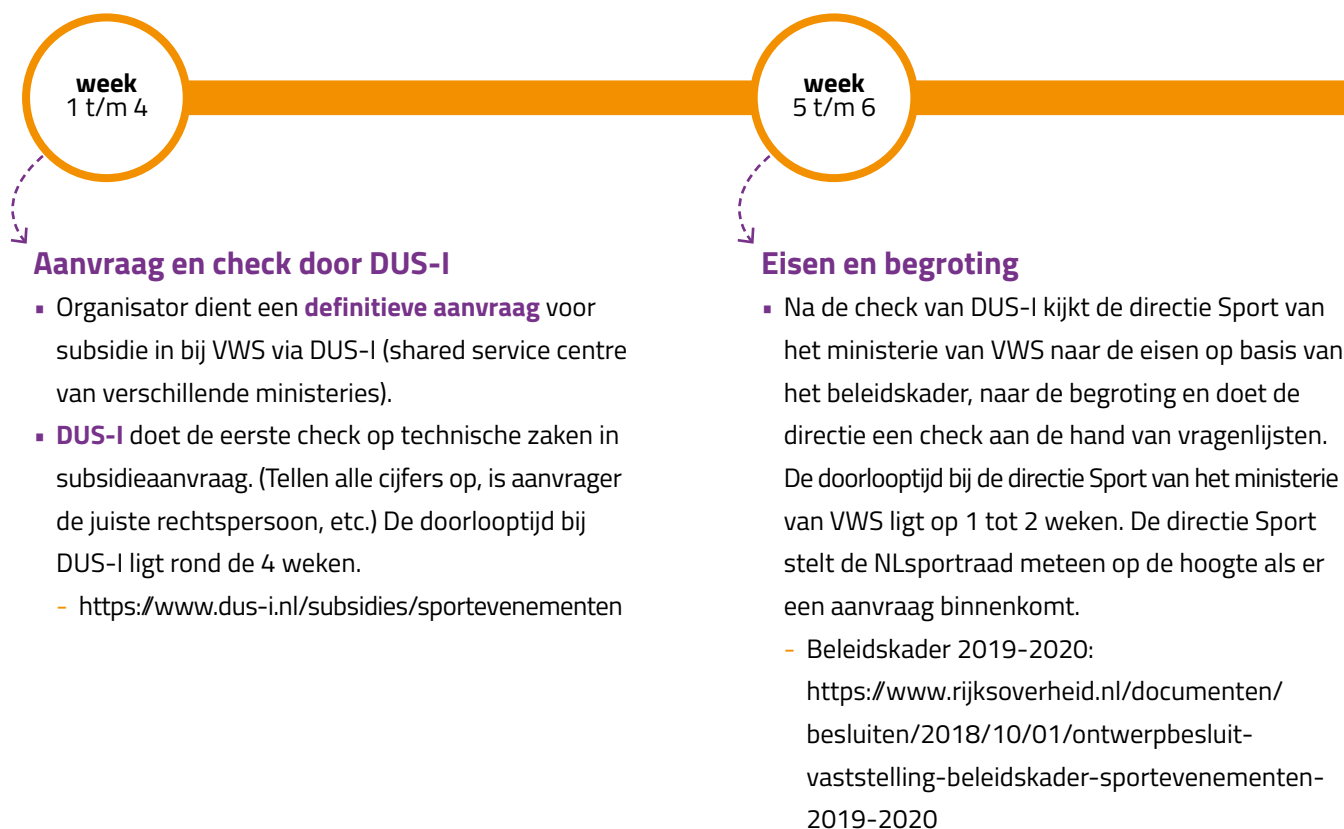 week
1 t/m 4
week
5 t/m 6
Aanvraag en check door DUS-I
▪ Organisator dient een definitieve aanvraag voor
subsidie in bij VWS via DUS-I (shared service centre
van verschillende ministeries).
▪ DUS-I doet de eerste check op technische zaken in
subsidieaanvraag. (Tellen alle cijfers op, is aanvrager
de juiste rechtspersoon, etc.) De doorlooptijd bij
DUS-I ligt rond de 4 weken.
- https://www.dus-i.nl/subsidies/sportevenementen
Eisen en begroting
▪ Na de check van DUS-I kijkt de directie Sport van
het ministerie van VWS naar de eisen op basis van
het beleidskader, naar de begroting en doet de
directie een check aan de hand van vragenlijsten.
De doorlooptijd bij de directie Sport van het ministerie
van VWS ligt op 1 tot 2 weken. De directie Sport
stelt de NLsportraad meteen op de hoogte als er
een aanvraag binnenkomt.
- Beleidskader 2019-2020:
https://www.rijksoverheid.nl/documenten/
besluiten/2018/10/01/ontwerpbesluit-
vaststelling-beleidskader-sportevenementen-
2019-2020